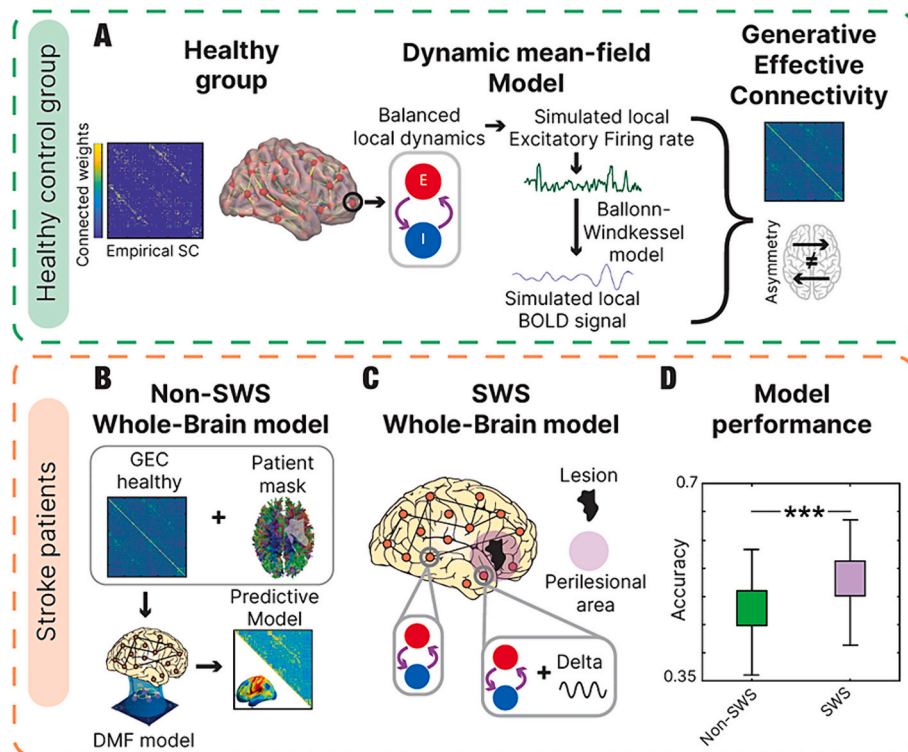 Healthy control group
A
Healthy
group
Connected weights
Empirical SC
Dynamic mean-field
Model
Balanced
local dynamics
E
I
Simulated local
Excitatory Firing rate
Ballonn-
Windkessel
model
Simulated local
BOLD signal
Generative
Effective
Connectivity
Asymmetry
≠
Stroke patients
B
Non-SWS
Whole-Brain model
GEC
healthy
+
Patient
mask
DMF model
Predictive
Model
C
SWS
Whole-Brain model
Lesion
Perilesional
area
+ Delta
D
Model
performance
0.7
***
Accuracy
0.35
Non-SWS
SWS